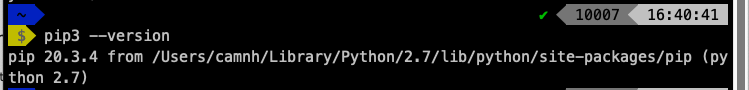 ~ ✔ 10007 16:40:41
$ pip3 --version
pip 20.3.4 from /Users/camnh/Library/Python/2.7/lib/python/site-packages/pip (py
thon 2.7)